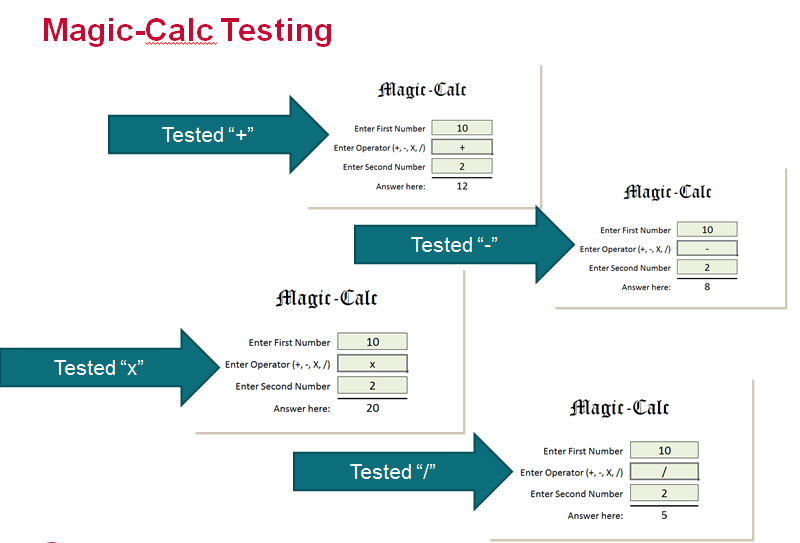 Magic-Calc Testing
Magic-Calc
Tested “+”
Enter First Number 10
Enter Operator (+, -, X, /) +
Enter Second Number 2
Answer here: 12
Magic-Calc
Tested “-”
Enter First Number 10
Enter Operator (+, -, X, /) -
Enter Second Number 2
Answer here: 8
Magic-Calc
Tested “x”
Enter First Number 10
Enter Operator (+, -, X, /) x
Enter Second Number 2
Answer here: 20
Magic-Calc
Tested “/”
Enter First Number 10
Enter Operator (+, -, X, /) /
Enter Second Number 2
Answer here: 5